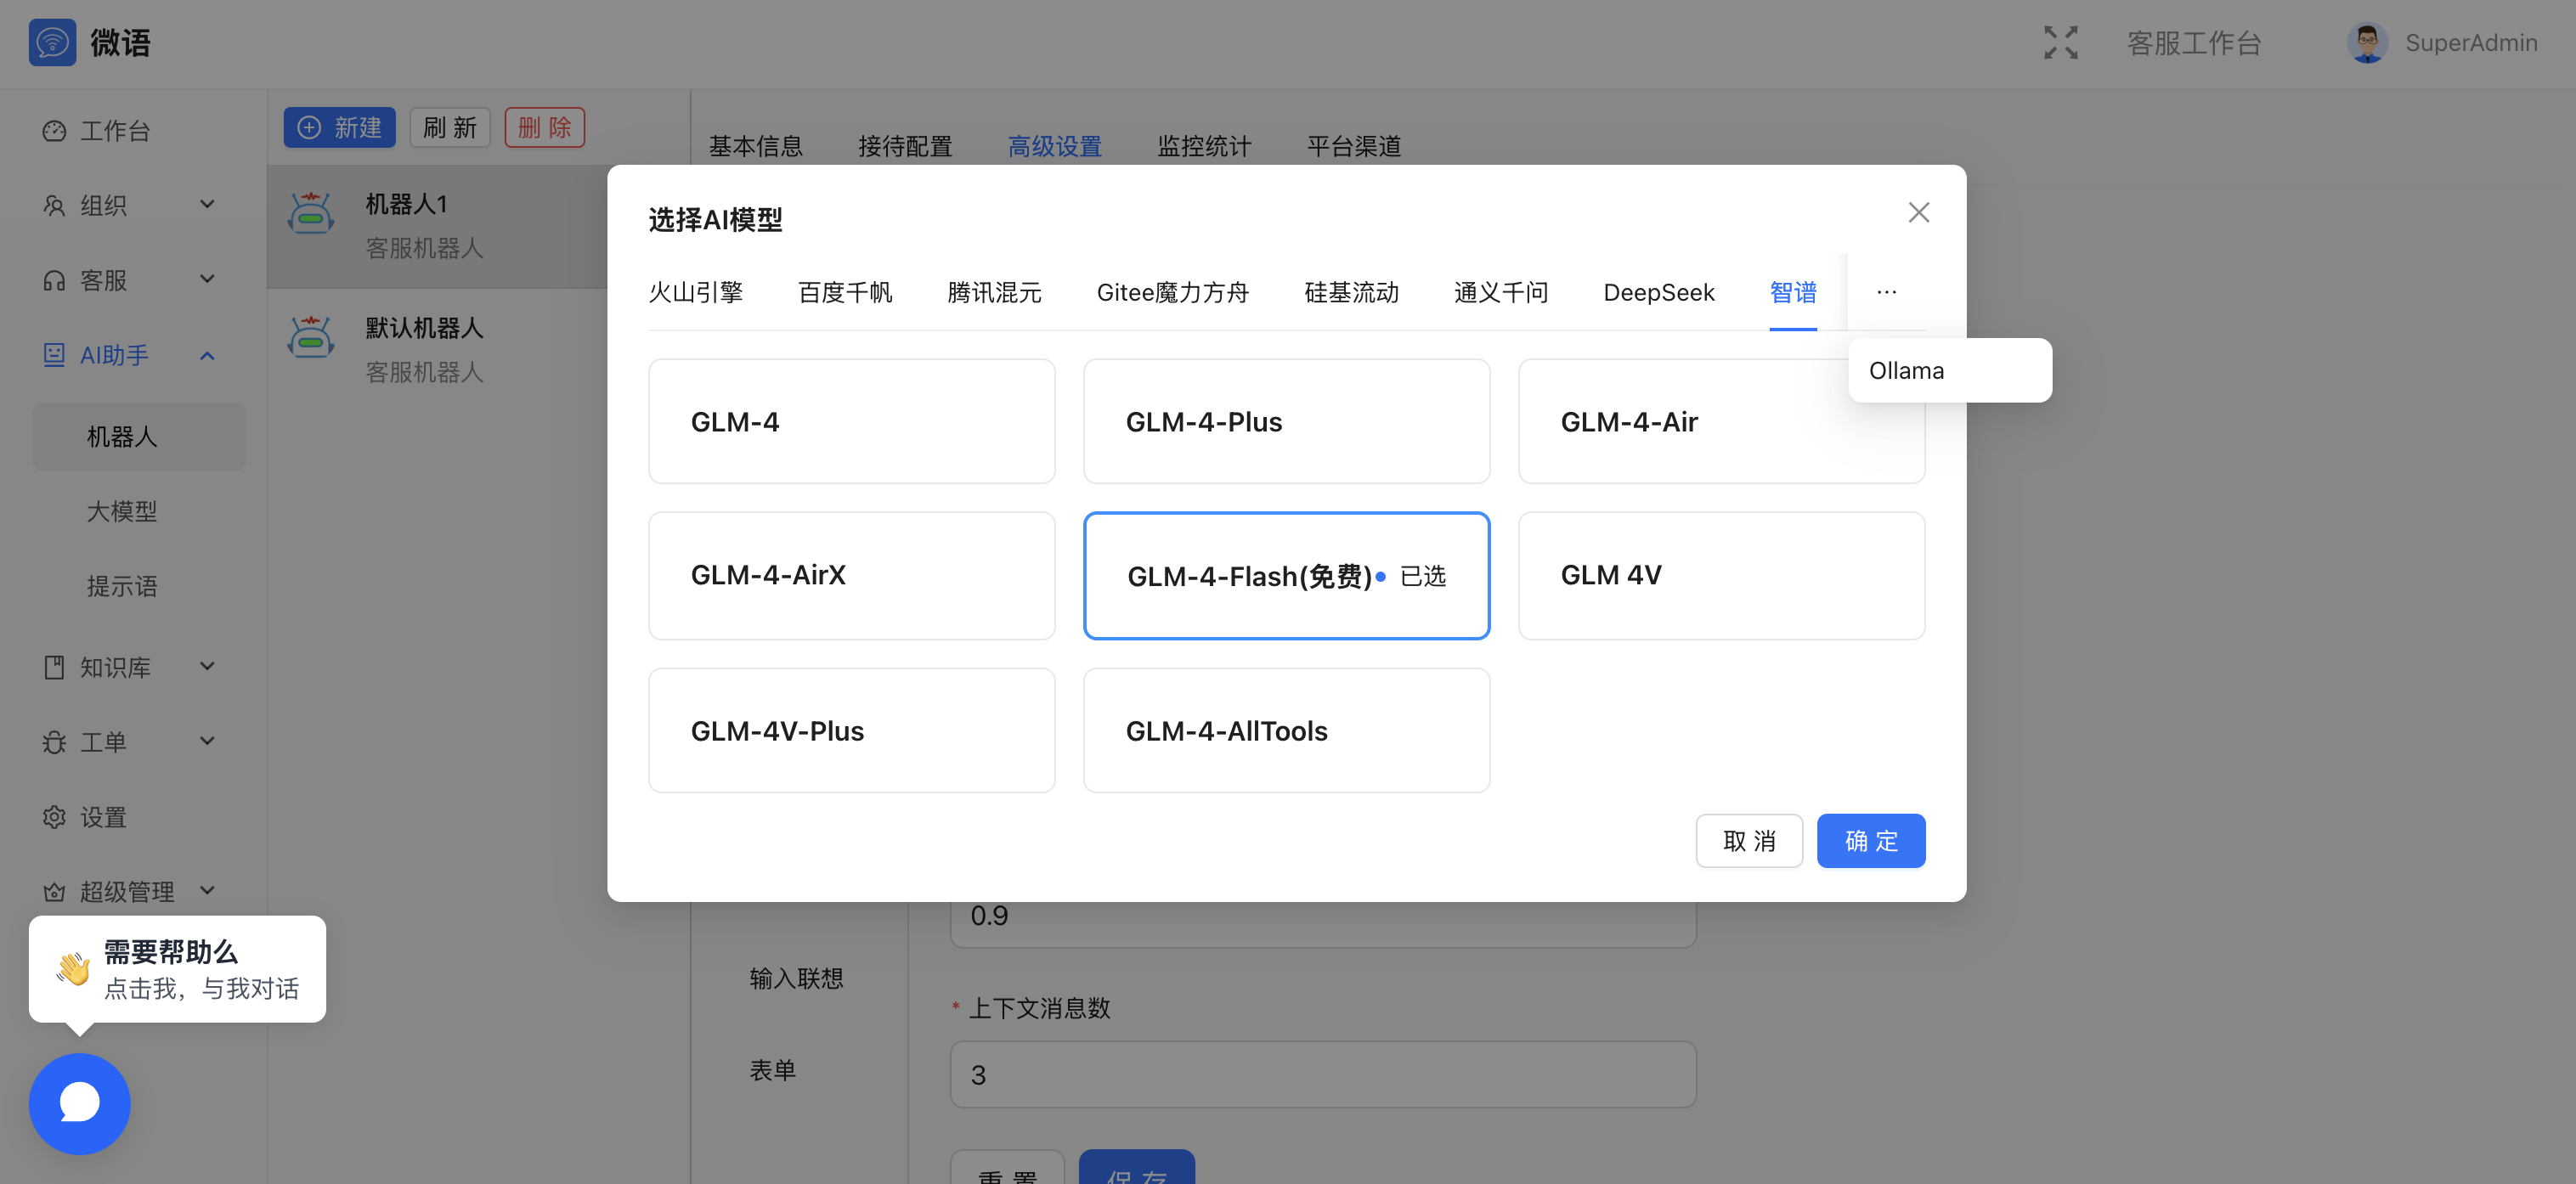 微语
客服工作台
SuperAdmin
工作台
组织
客服
AI助手
机器人
大模型
提示语
知识库
工单
设置
超级管理
需要帮助么
点击我，与我对话
新建
刷 新
删 除
机器人1
客服机器人
默认机器人
客服机器人
基本信息
接待配置
高级设置
监控统计
平台渠道
选择AI模型
火山引擎
百度千帆
腾讯混元
Gitee魔力方舟
硅基流动
通义千问
DeepSeek
智谱
···
Ollama
GLM-4
GLM-4-Plus
GLM-4-Air
GLM-4-AirX
GLM-4-Flash(免费)
已选
GLM 4V
GLM-4V-Plus
GLM-4-AllTools
取 消
确 定
0.9
输入联想
* 上下文消息数
表单
3
重 置
保 存